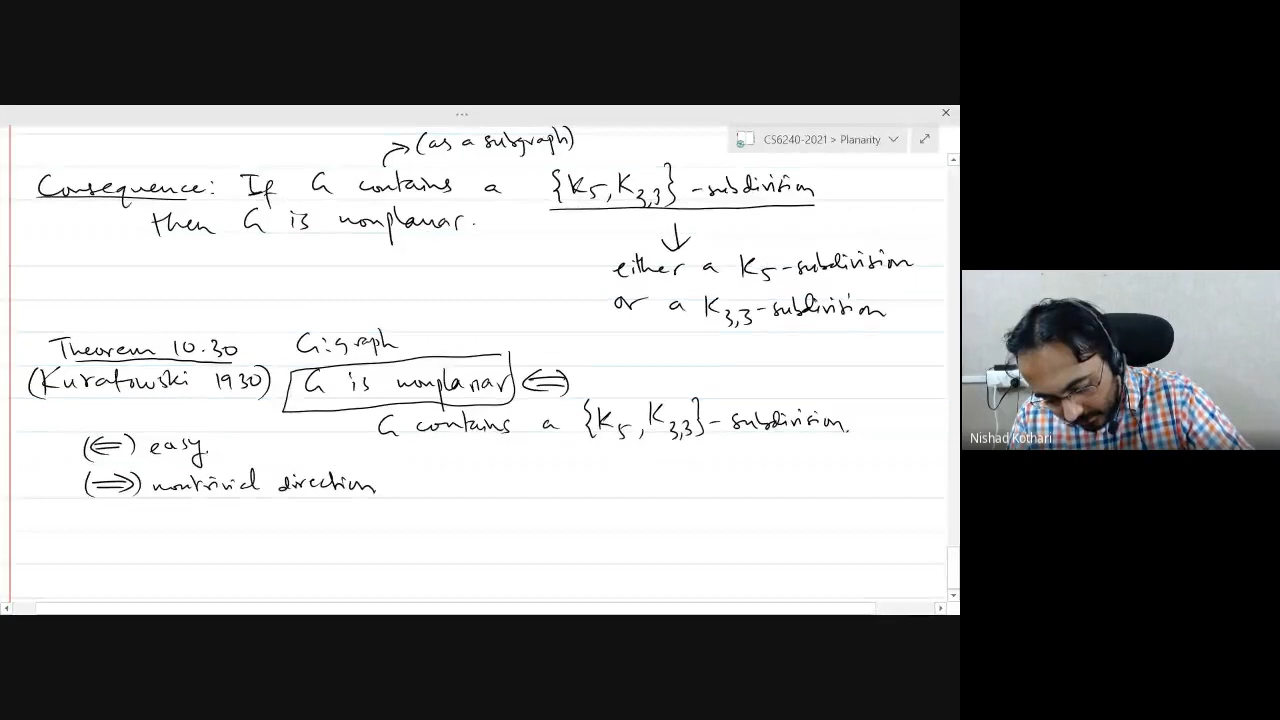 CS6240-2021 > Planarity
(as a subgraph)
Consequence: If G contains a {K5, K3,3} - subdivision
then G is nonplanar.
↓
either a K5-subdivision
or a K3,3-subdivision
Theorem 10.30 G: graph
(Kuratowski 1930) G is nonplanar ⟺
G contains a {K5, K3,3} - subdivision.
(⇐) easy.
(⟹) nontrivial direction
Nishad Kothari